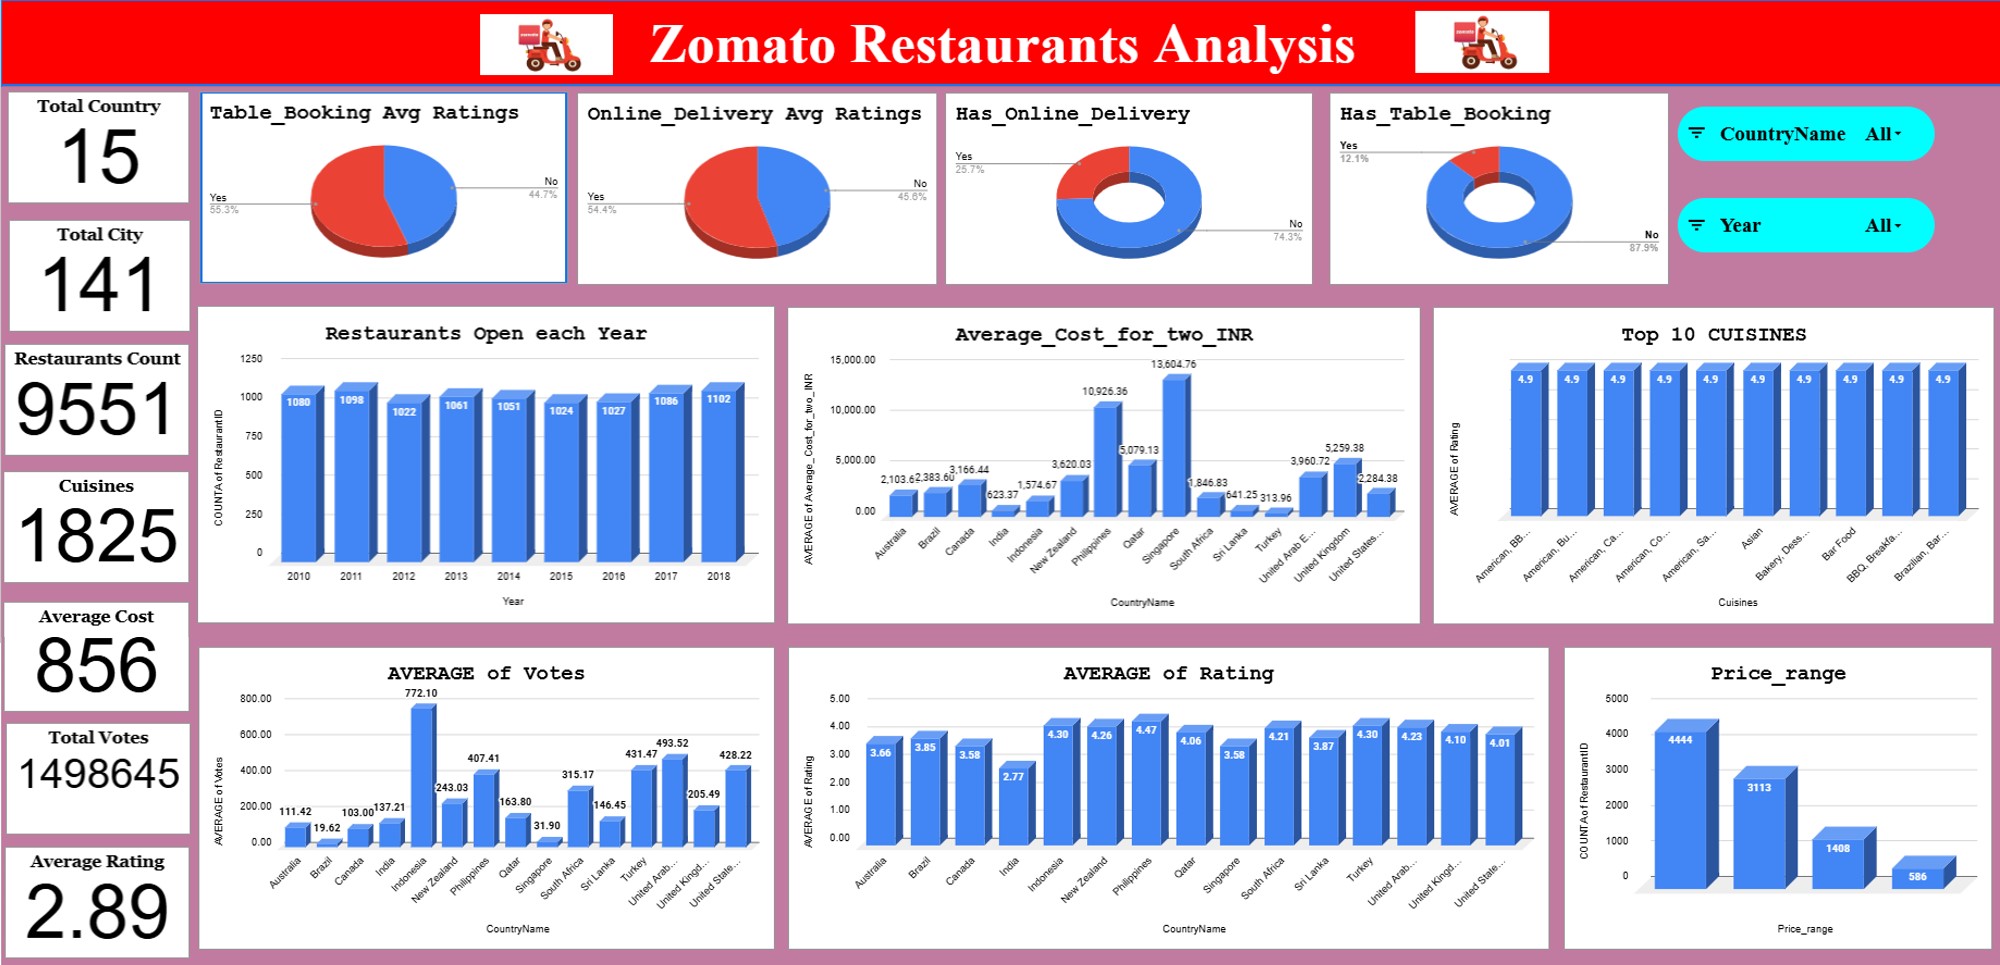 Zomato Restaurants Analysis
Total Country
15
Total City
141
Restaurants Count
9551
Cuisines
1825
Average Cost
856
Total Votes
1498645
Average Rating
2.89
Table_Booking Avg Ratings
Yes
55.3%
No
44.7%
Online_Delivery Avg Ratings
Yes
54.4%
No
45.6%
Has_Online_Delivery
Yes
25.7%
No
74.3%
Has_Table_Booking
Yes
12.1%
No
87.9%
CountryName All
Year All
Restaurants Open each Year
COUNTA of RestaurantID
1250
1000
750
500
250
0
1080 1098 1022 1061 1051 1024 1027 1086 1102
2010 2011 2012 2013 2014 2015 2016 2017 2018
Year
Average_Cost_for_two_INR
AVERAGE of Average_Cost_for_two_INR
15,000.00
10,000.00
5,000.00
0.00
2,103.6 2,383.60 3,166.44 623.37 1,574.67 3,620.03 10,926.36 5,079.13 13,604.76 1,846.83 641.25 313.96 3,960.72 5,259.38 2,284.38
Australia Brazil Canada India Indonesia New Zealand Philippines Qatar Singapore South Africa Sri Lanka Turkey United Arab E... United Kingdom United States...
CountryName
Top 10 CUISINES
AVERAGE of Rating
4.9 4.9 4.9 4.9 4.9 4.9 4.9 4.9 4.9 4.9
American, BB... American, Bu... American, Ca... American, Co... American, Sa... Asian Bakery, Dess... Bar Food BBQ, Breakfa... Brazilian, Bar...
Cuisines
AVERAGE of Votes
AVERAGE of Votes
800.00
600.00
400.00
200.00
0.00
111.42 19.62 103.00 137.21 772.10 243.03 407.41 163.80 31.90 315.17 146.45 431.47 493.52 205.49 428.22
Australia Brazil Canada India Indonesia New Zealand Philippines Qatar Singapore South Africa Sri Lanka Turkey United Arab... United Kingd... United State...
CountryName
AVERAGE of Rating
AVERAGE of Rating
5.00
4.00
3.00
2.00
1.00
0.00
3.66 3.85 3.58 2.77 4.30 4.26 4.47 4.06 3.58 4.21 3.87 4.30 4.23 4.10 4.01
Australia Brazil Canada India Indonesia New Zealand Philippines Qatar Singapore South Africa Sri Lanka Turkey United Arab... United Kingd... United State...
CountryName
Price_range
COUNTA of RestaurantID
5000
4000
3000
2000
1000
0
4444 3113 1408 586
Price_range